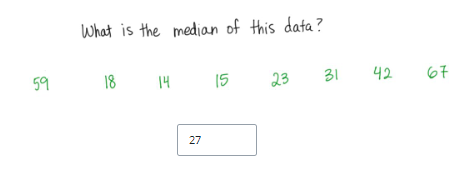 What is the median of this data?
59 18 14 15 23 31 42 67
27